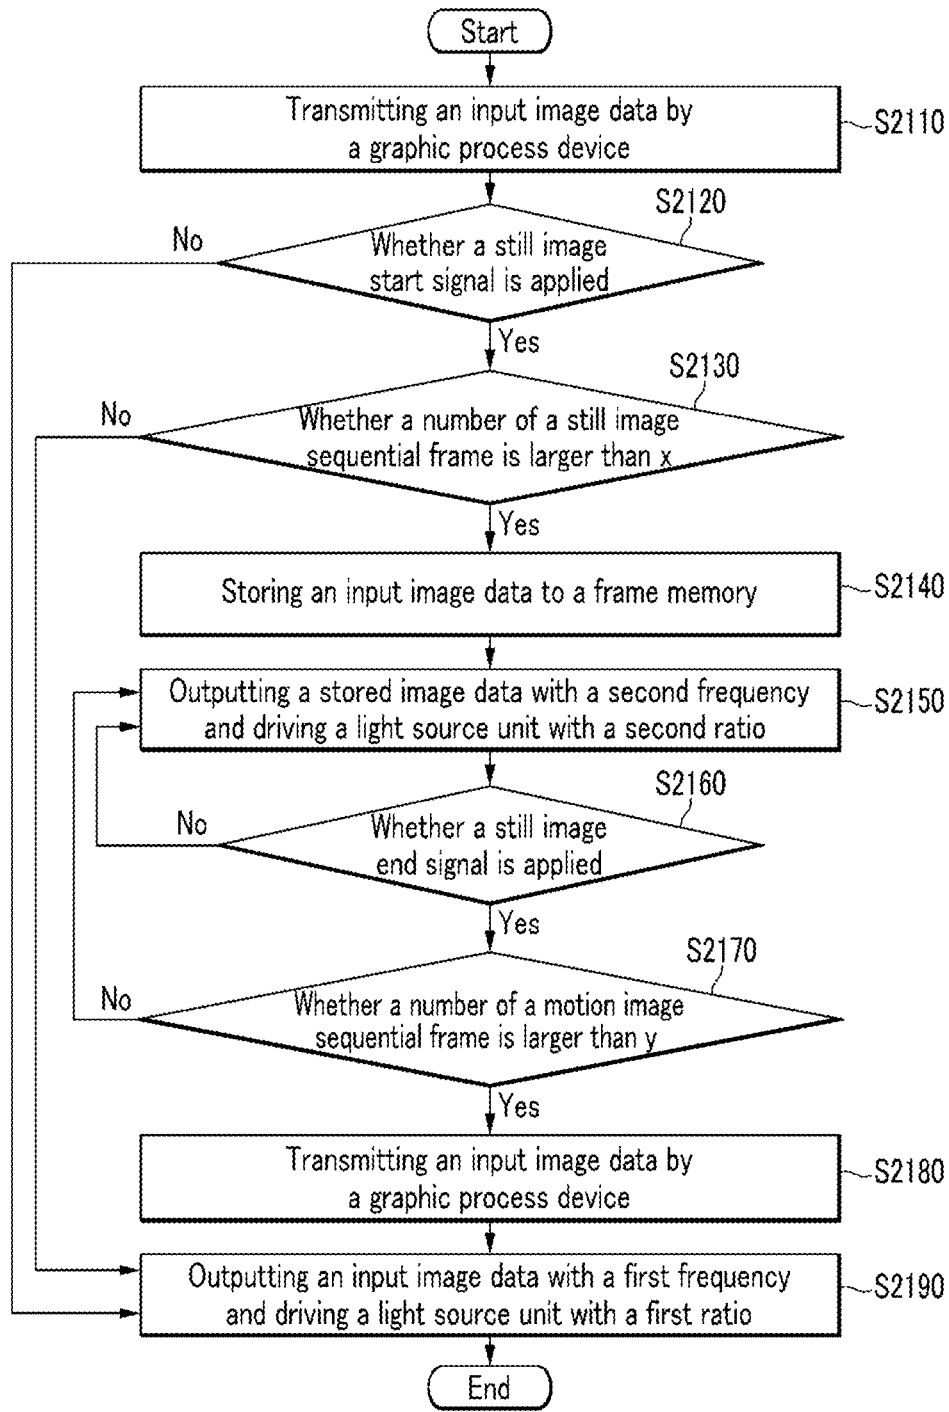 Start
Transmitting an input image data by
a graphic process device
S2110
S2120
No
Whether a still image
start signal is applied
Yes
S2130
No
Whether a number of a still image
sequential frame is larger than x
Yes
Storing an input image data to a frame memory
S2140
Outputting a stored image data with a second frequency
and driving a light source unit with a second ratio
S2150
S2160
No
Whether a still image
end signal is applied
Yes
S2170
No
Whether a number of a motion image
sequential frame is larger than y
Yes
Transmitting an input image data by
a graphic process device
S2180
Outputting an input image data with a first frequency
and driving a light source unit with a first ratio
S2190
End